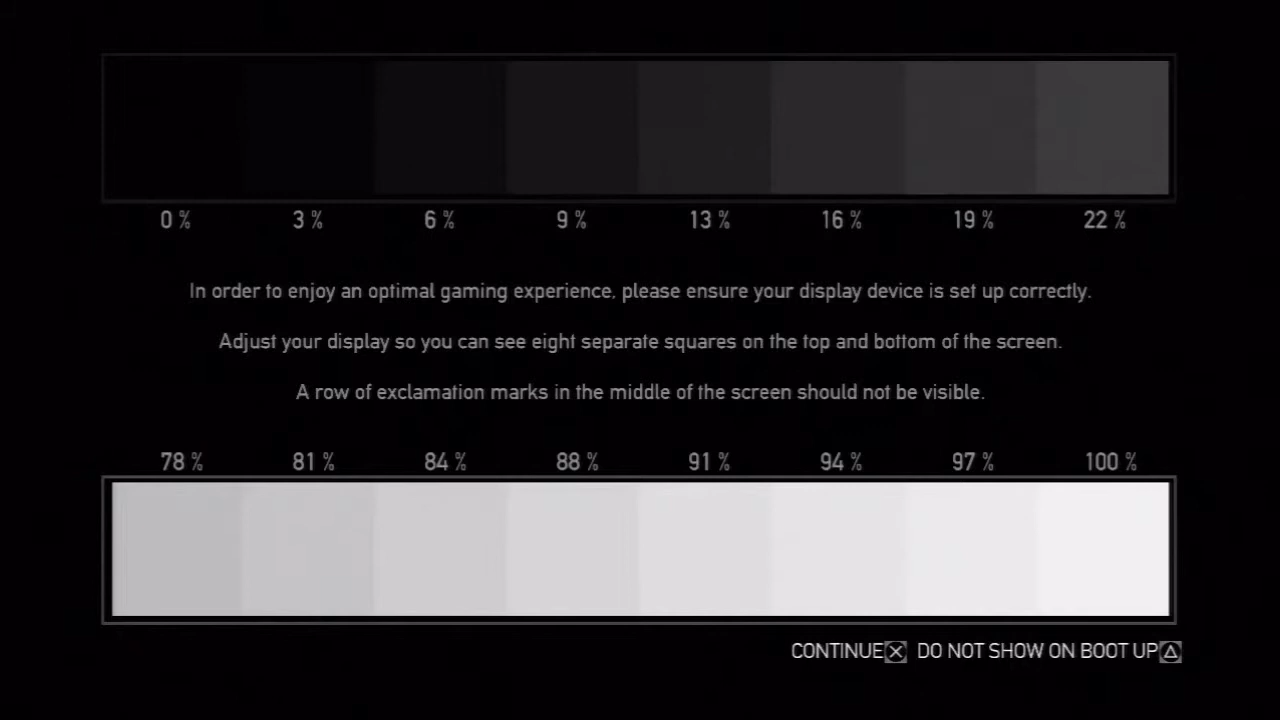 0 % 3 % 6 % 9 % 13 % 16 % 19 % 22 %
In order to enjoy an optimal gaming experience, please ensure your display device is set up correctly.
Adjust your display so you can see eight separate squares on the top and bottom of the screen.
A row of exclamation marks in the middle of the screen should not be visible.
78 % 81 % 84 % 88 % 91 % 94 % 97 % 100 %
CONTINUE DO NOT SHOW ON BOOT UP